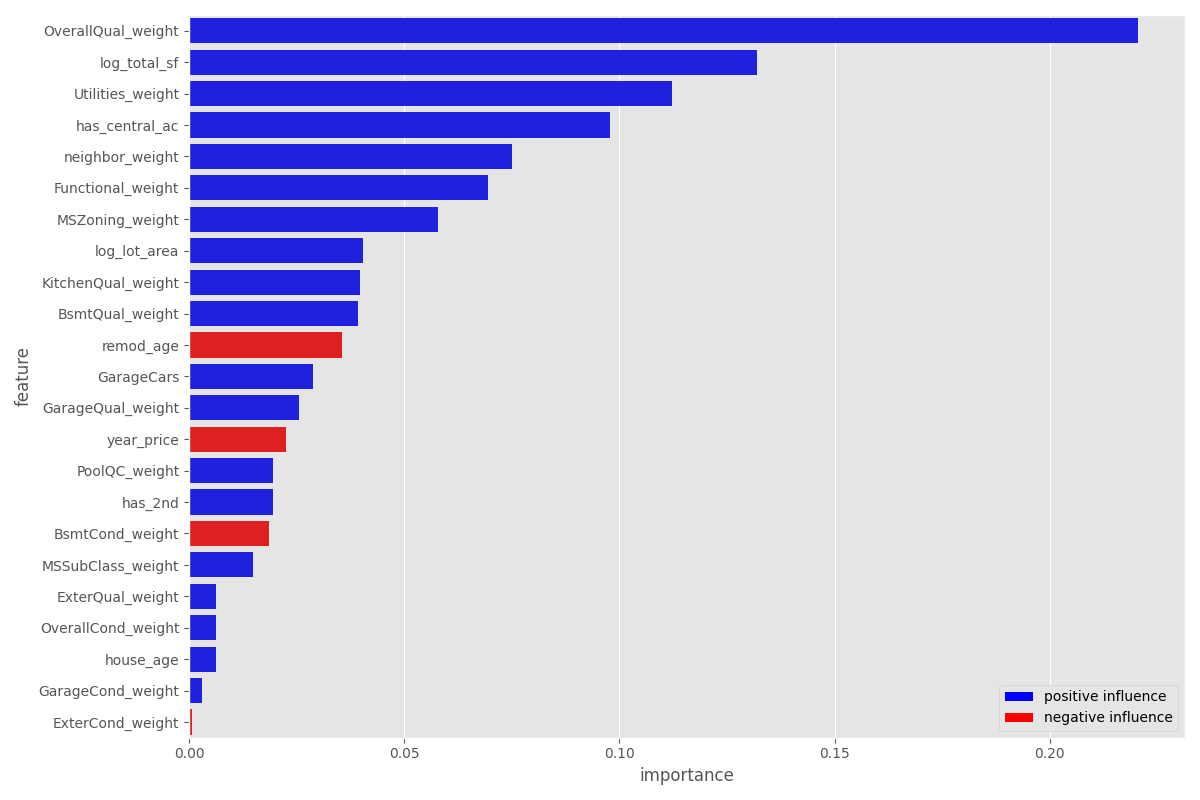 OverallQual_weight
log_total_sf
Utilities_weight
has_central_ac
neighbor_weight
Functional_weight
MSZoning_weight
log_lot_area
KitchenQual_weight
BsmtQual_weight
remod_age
GarageCars
GarageQual_weight
year_price
PoolQC_weight
has_2nd
BsmtCond_weight
MSSubClass_weight
ExterQual_weight
OverallCond_weight
house_age
GarageCond_weight
ExterCond_weight
feature
positive influence
negative influence
0.00 0.05 0.10 0.15 0.20
importance